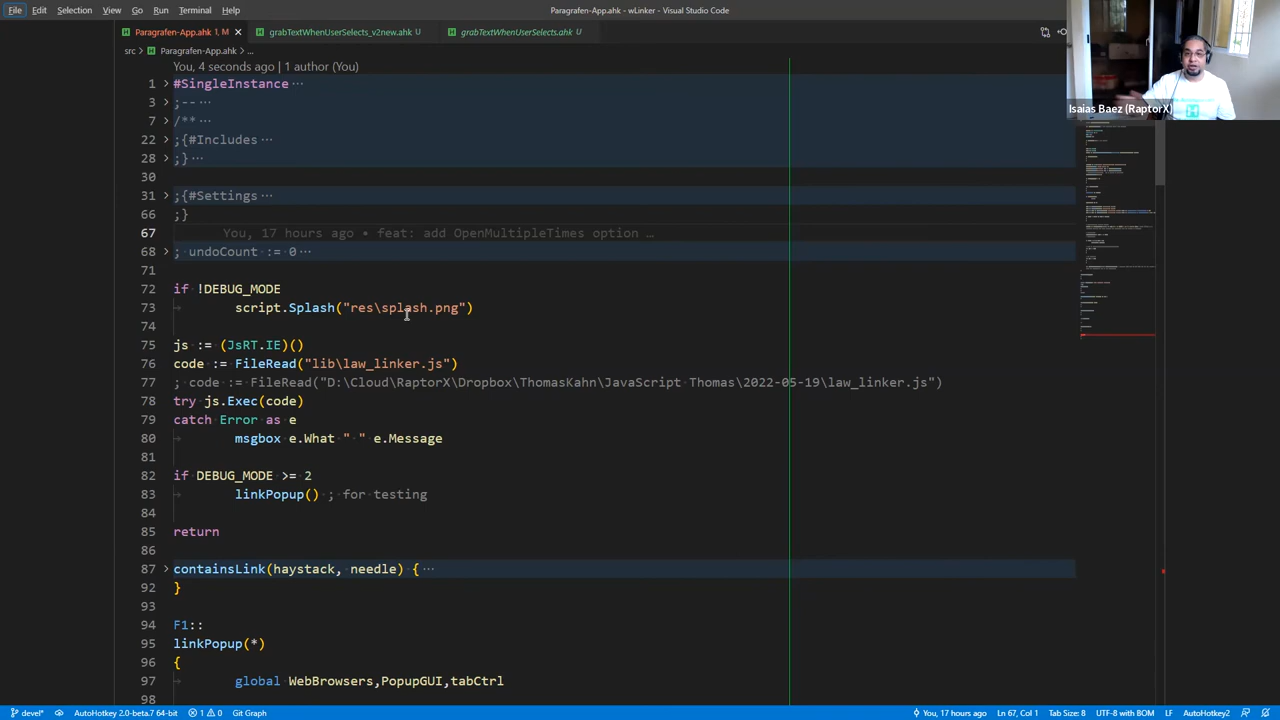 File Edit Selection View Go Run Terminal Help
Paragrafen-App.ahk - wLinker - Visual Studio Code
Paragrafen-App.ahk 1, M
grabTextWhenUserSelects_v2new.ahk U
grabTextWhenUserSelects.ahk U
src > Paragrafen-App.ahk > ...
You, 4 seconds ago | 1 author (You)
1 #SingleInstance ...
3 ;-- ...
7 /** ...
22 ;{#Includes ...
28 ;} ...
30
31 ;{#Settings ...
66 ;}
67 You, 17 hours ago • new: add OpenMultipleTimes option …
68 ; undoCount := 0 ...
71
72 if !DEBUG_MODE
73 script.Splash("res\splash.png")
74
75 js := (JsRT.IE)()
76 code := FileRead("lib\law_linker.js")
77 ; code := FileRead("D:\Cloud\RaptorX\Dropbox\ThomasKahn\JavaScript Thomas\2022-05-19\law_linker.js")
78 try js.Exec(code)
79 catch Error as e
80 msgbox e.What " " e.Message
81
82 if DEBUG_MODE >= 2
83 linkPopup() ; for testing
84
85 return
86
87 containsLink(haystack, needle) { ...
92 }
93
94 F1::
95 linkPopup(*)
96 {
97 global WebBrowsers,PopupGUI,tabCtrl
98
Isaias Baez (RaptorX)
devel* AutoHotkey 2.0-beta.7 64-bit 1 0 Git Graph
You, 17 hours ago Ln 67, Col 1 Tab Size: 8 UTF-8 with BOM LF AutoHotkey2